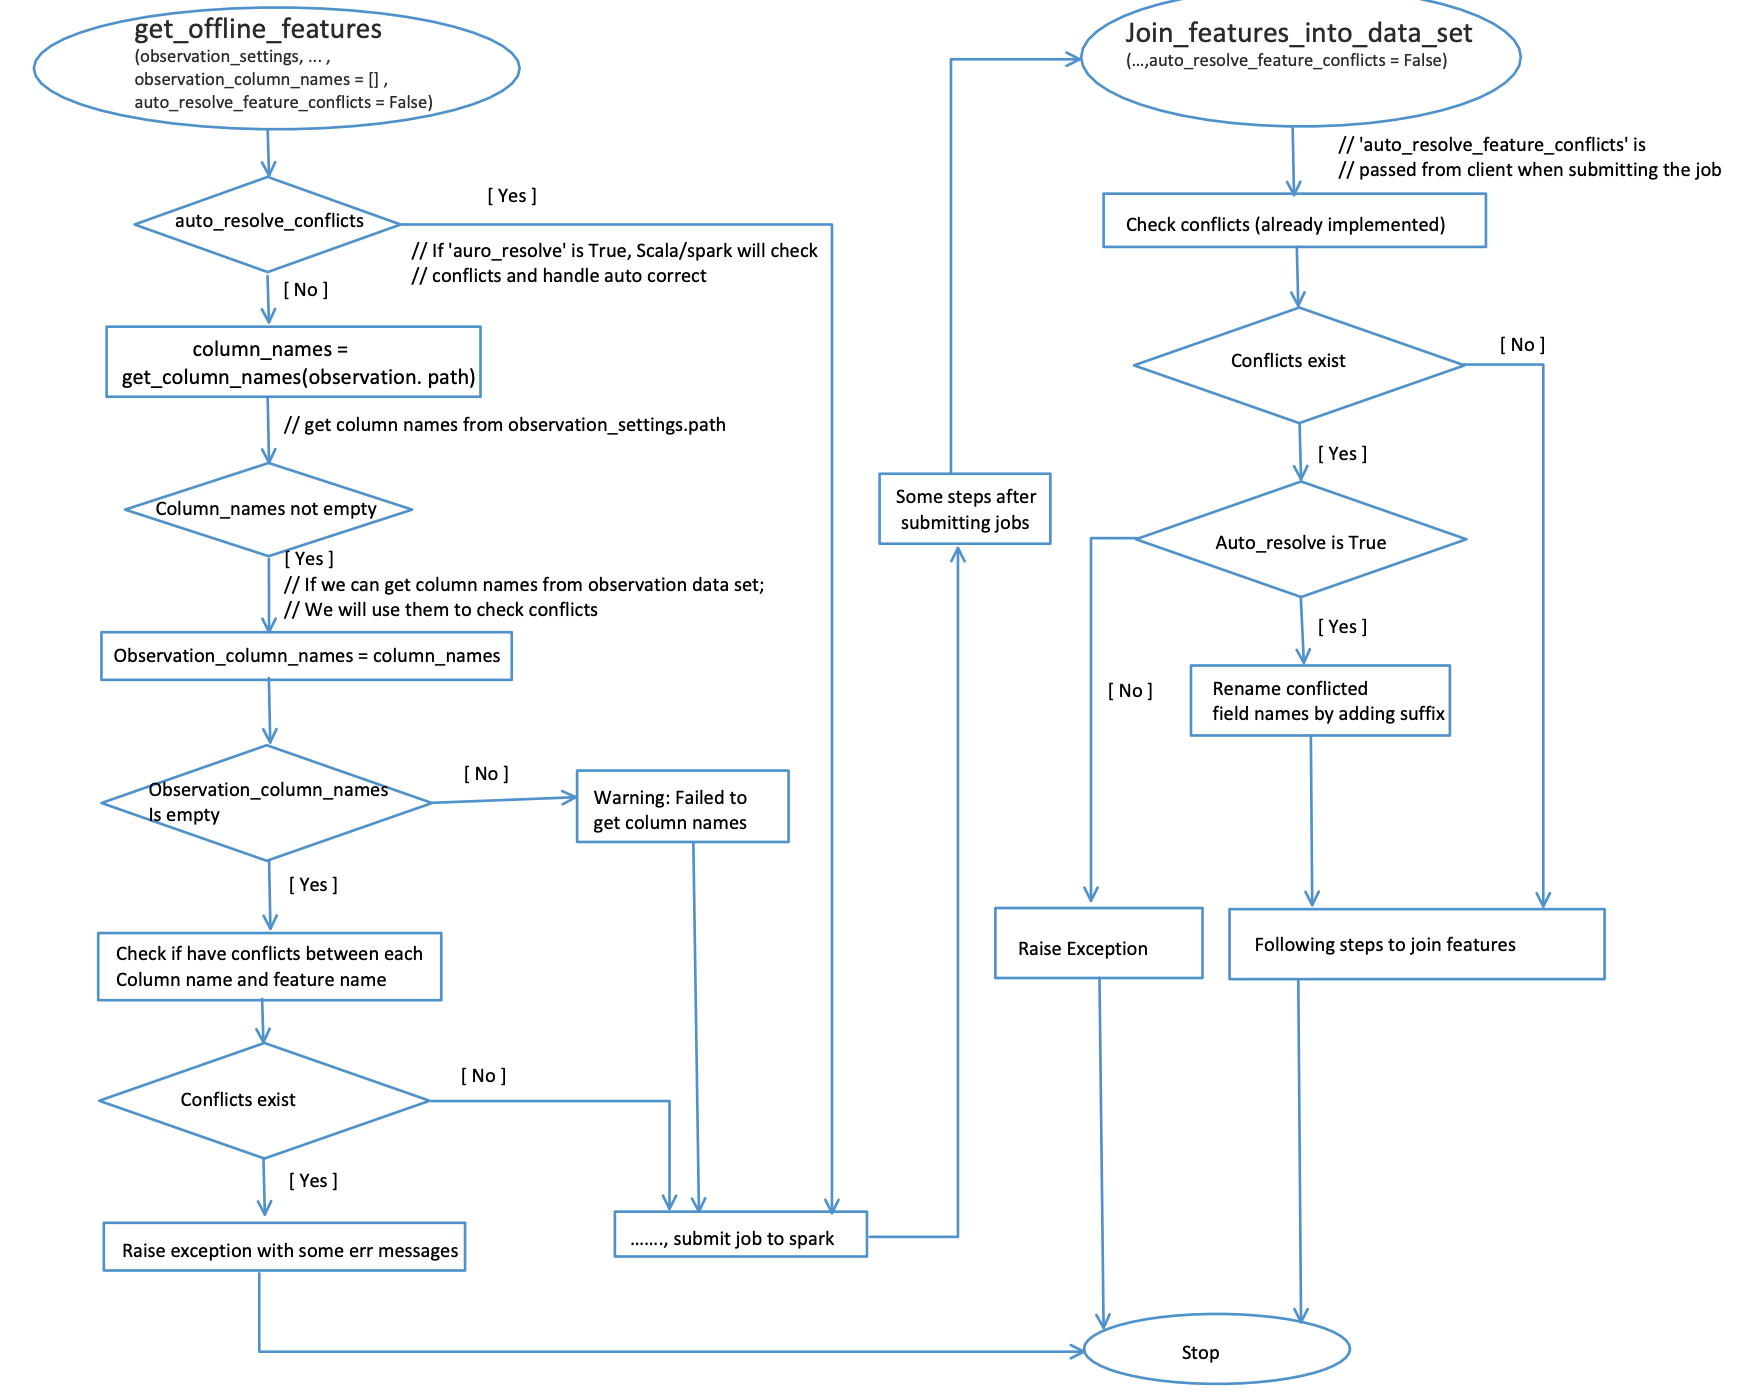 get_offline_features
(observation_settings, ... ,
observation_column_names = [] ,
auto_resolve_feature_conflicts = False)
auto_resolve_conflicts
[ Yes ]
// If 'auro_resolve' is True, Scala/spark will check
// conflicts and handle auto correct
[ No ]
column_names =
get_column_names(observation. path)
// get column names from observation_settings.path
Column_names not empty
[ Yes ]
// If we can get column names from observation data set;
// We will use them to check conflicts
Observation_column_names = column_names
Observation_column_names
Is empty
[ No ]
Warning: Failed to
get column names
[ Yes ]
Check if have conflicts between each
Column name and feature name
Conflicts exist
[ No ]
[ Yes ]
Raise exception with some err messages
......., submit job to spark
Some steps after
submitting jobs
Join_features_into_data_set
(...,auto_resolve_feature_conflicts = False)
// 'auto_resolve_feature_conflicts' is
// passed from client when submitting the job
Check conflicts (already implemented)
Conflicts exist
[ No ]
[ Yes ]
Auto_resolve is True
[ Yes ]
[ No ]
Rename conflicted
field names by adding suffix
Raise Exception
Following steps to join features
Stop